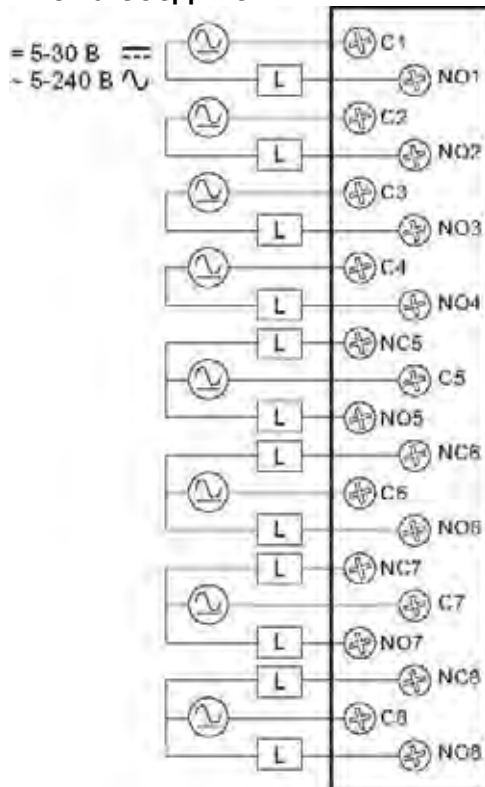 = 5-30 В
~ 5-240 В
C1
L NO1
C2
L NO2
C3
L NO3
C4
L NO4
L NC5
C5
L NO5
L NC6
C6
L NO6
L NC7
C7
L NO7
L NC8
C8
L NO8